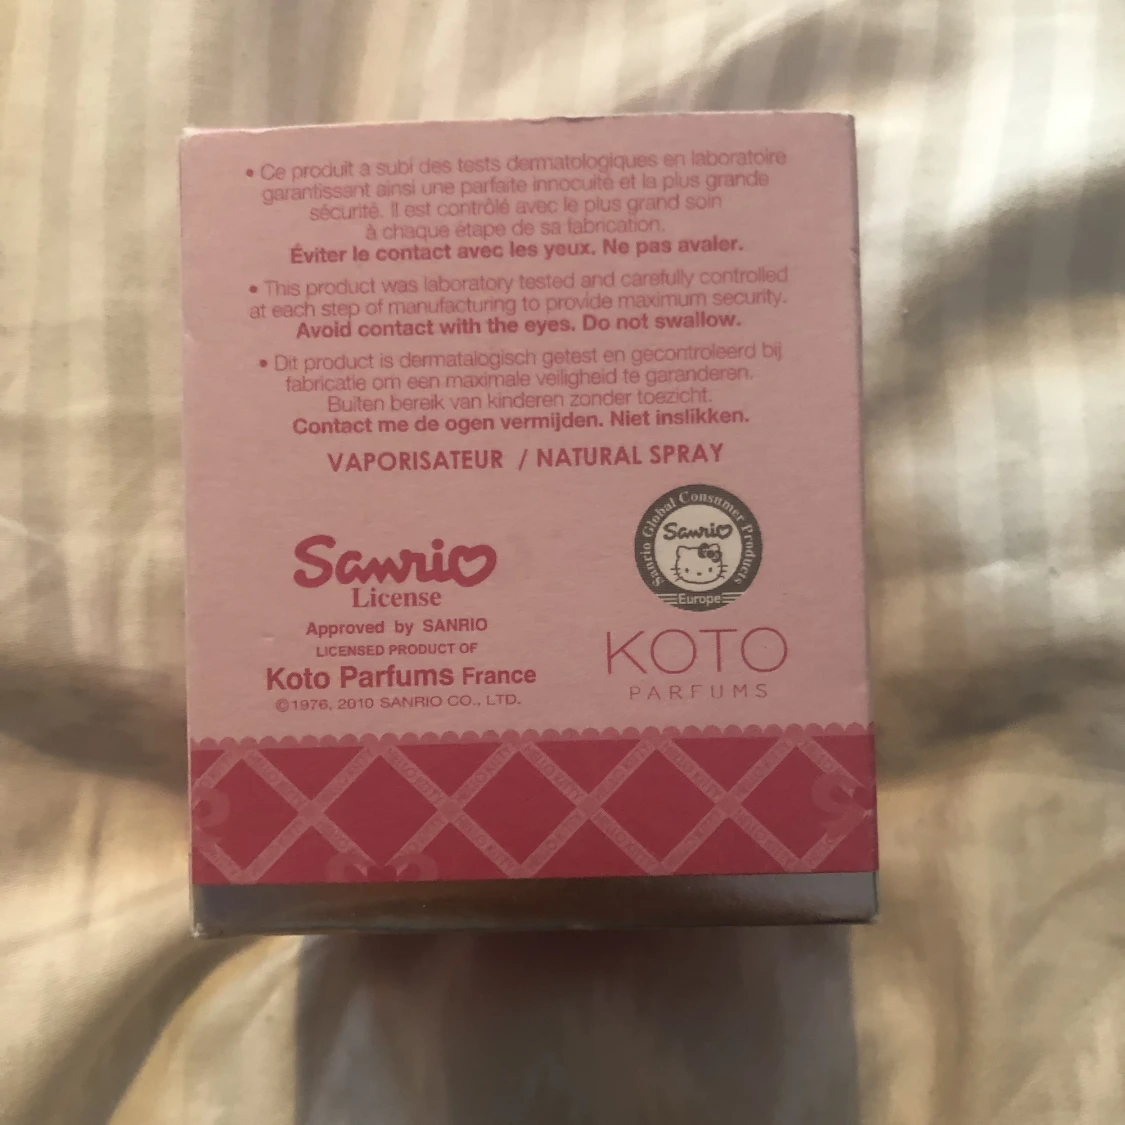 • Ce produit a subi des tests dermatologiques en laboratoire
garantissant ainsi une parfaite innocuité et la plus grande
sécurité. Il est contrôlé avec le plus grand soin
à chaque étape de sa fabrication.
Éviter le contact avec les yeux. Ne pas avaler.
• This product was laboratory tested and carefully controlled
at each step of manufacturing to provide maximum security.
Avoid contact with the eyes. Do not swallow.
• Dit product is dermatalogisch getest en gecontroleerd bij
fabricatie om een maximale veiligheid te garanderen.
Buiten bereik van kinderen zonder toezicht.
Contact me de ogen vermijden. Niet inslikken.
VAPORISATEUR / NATURAL SPRAY
Sanrio
License
Approved by SANRIO
LICENSED PRODUCT OF
Koto Parfums France
©1976, 2010 SANRIO CO., LTD.
Sanrio Global Consumer Products
Sanrio
Europe
KOTO
PARFUMS
HELLO KITTY